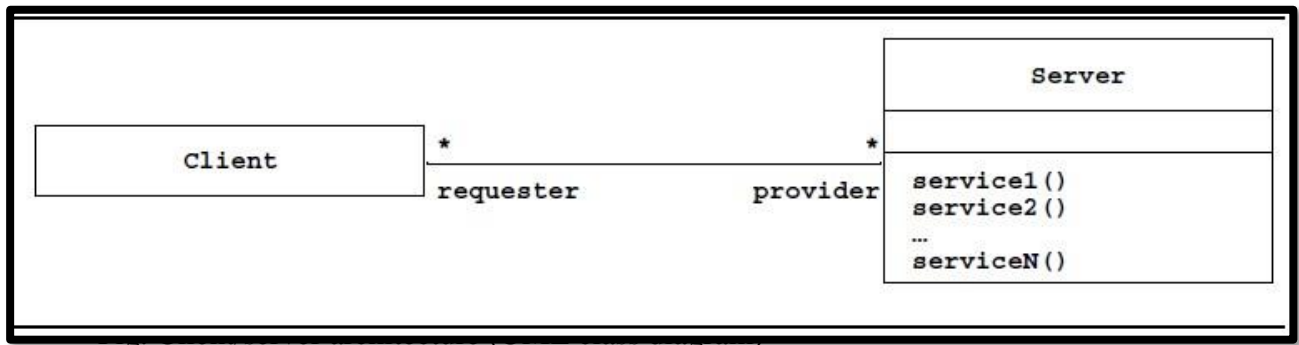 Server
Client
*
*
requester
provider
service1()
service2()
…
serviceN()